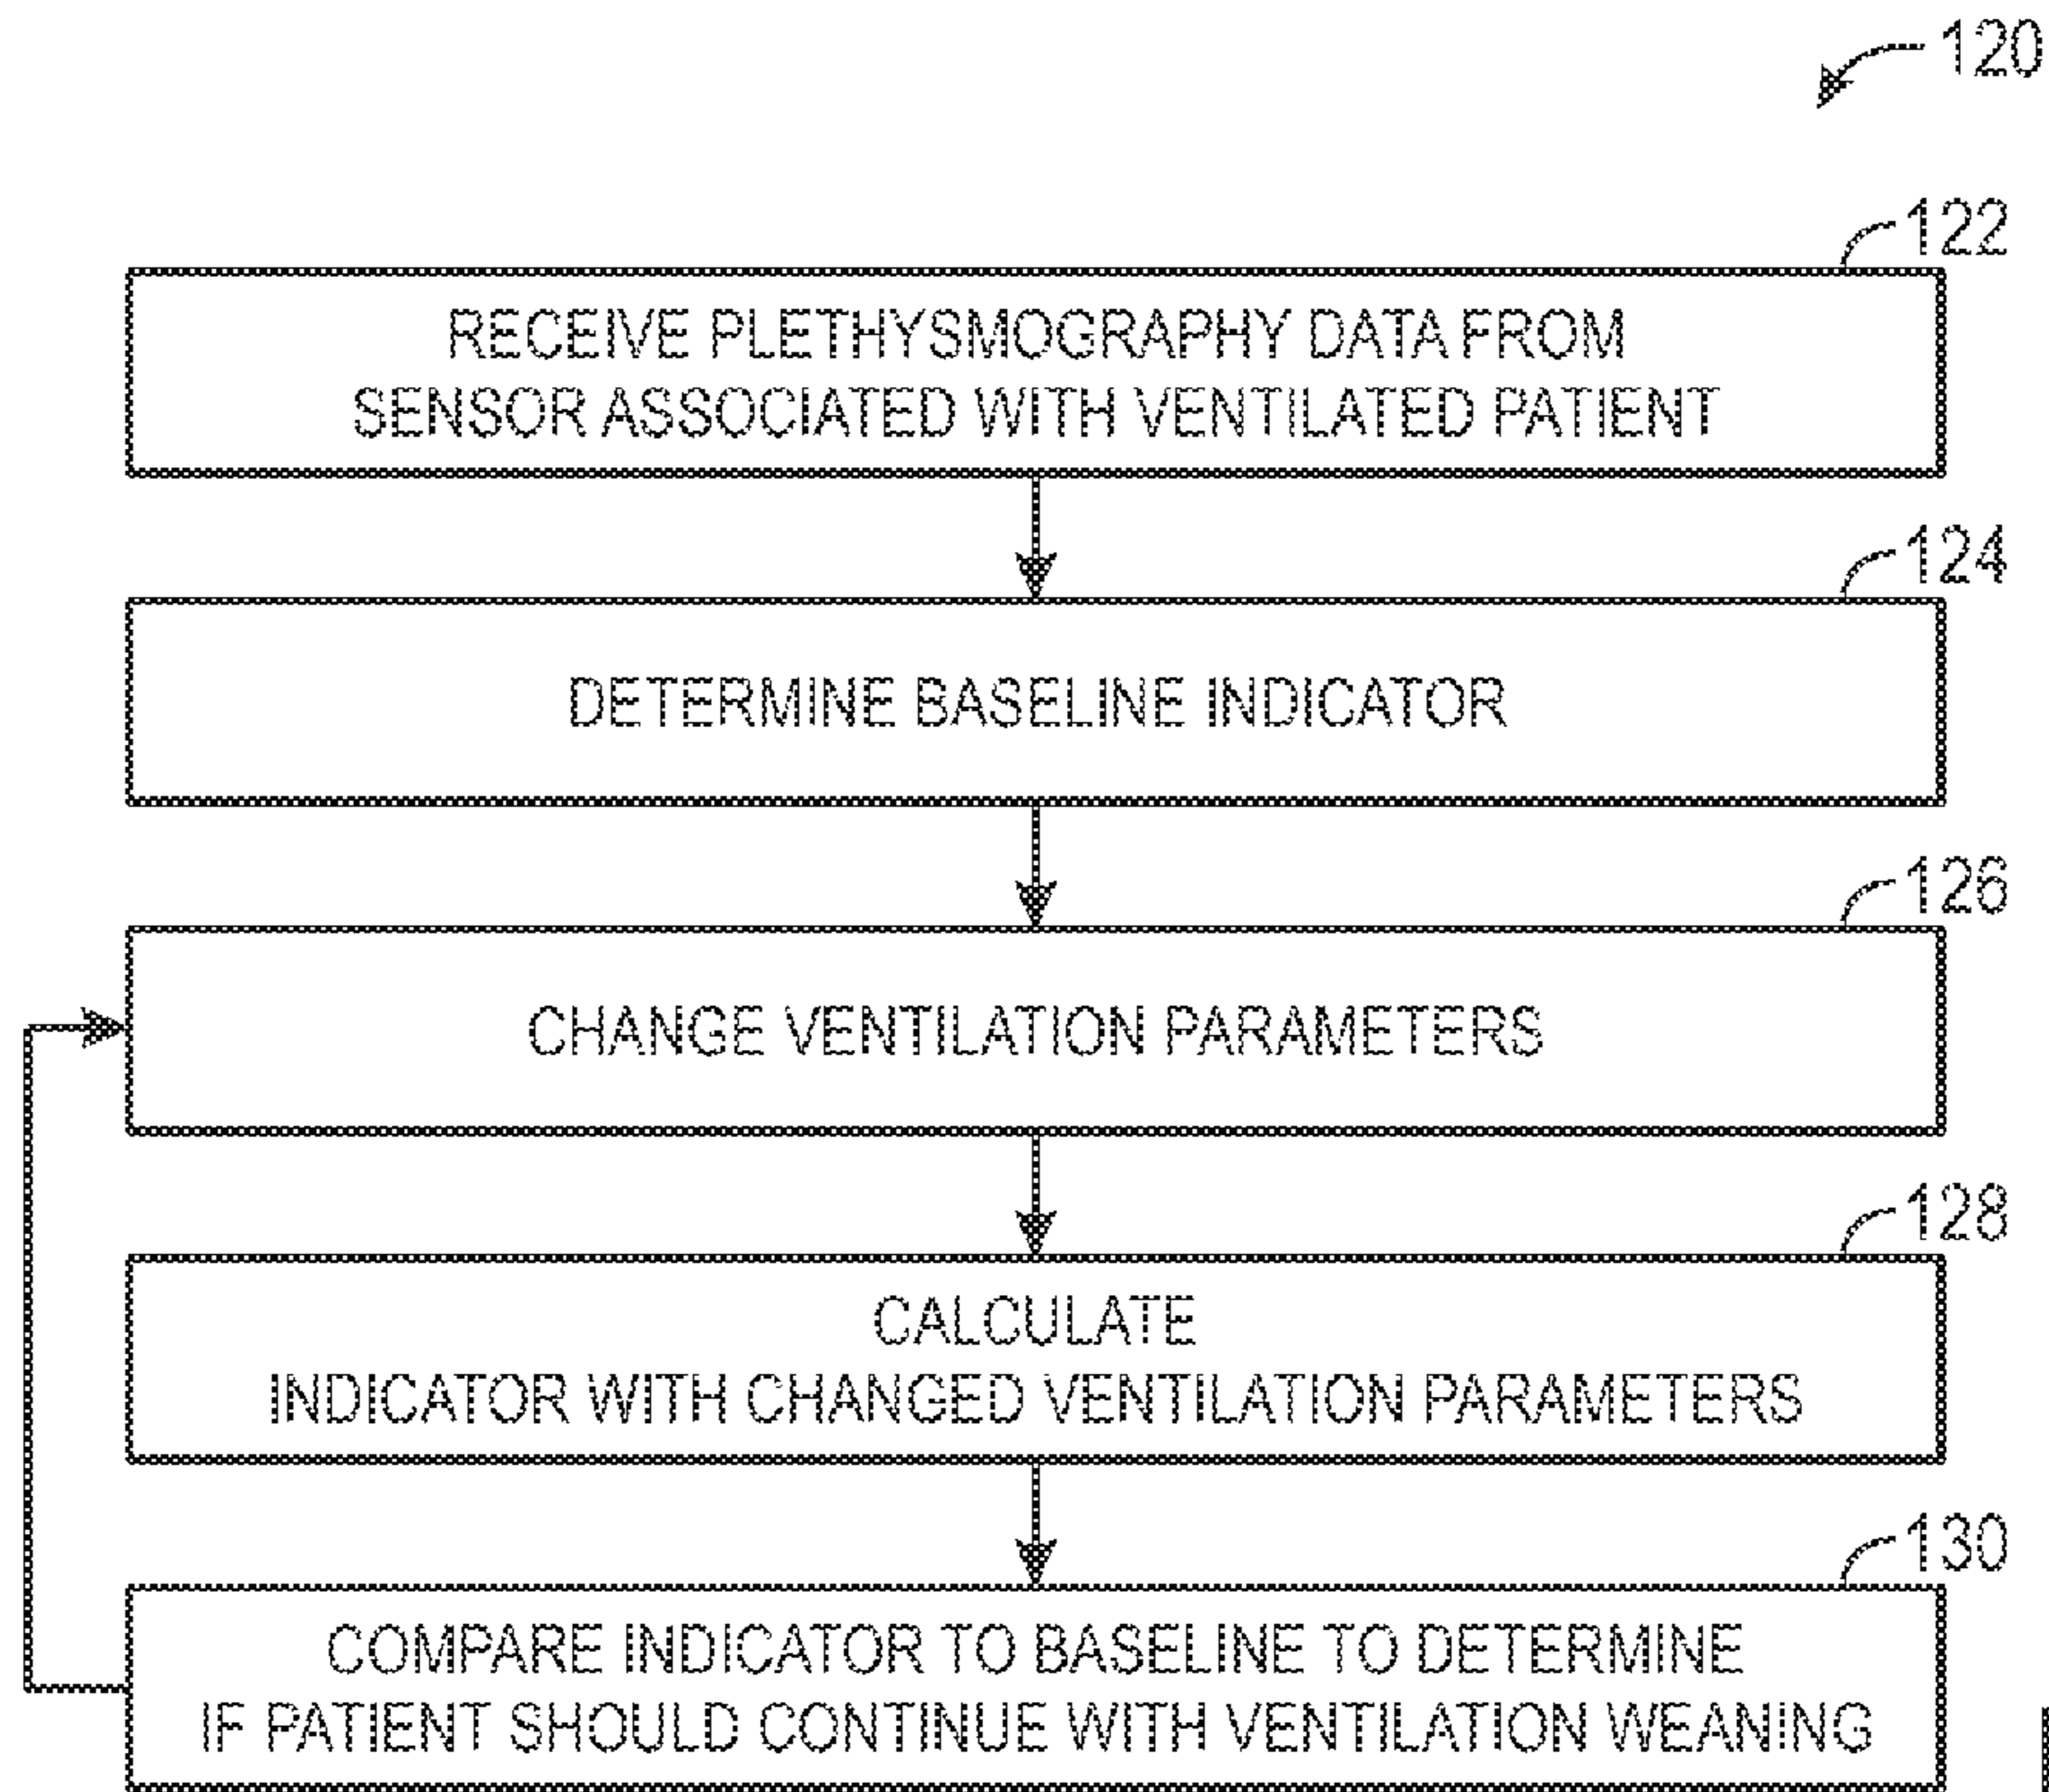 120
122
RECEIVE PLETHYSMOGRAPHY DATA FROM
SENSOR ASSOCIATED WITH VENTILATED PATIENT
124
DETERMINE BASELINE INDICATOR
126
CHANGE VENTILATION PARAMETERS
128
CALCULATE
INDICATOR WITH CHANGED VENTILATION PARAMETERS
130
COMPARE INDICATOR TO BASELINE TO DETERMINE
IF PATIENT SHOULD CONTINUE WITH VENTILATION WEANING